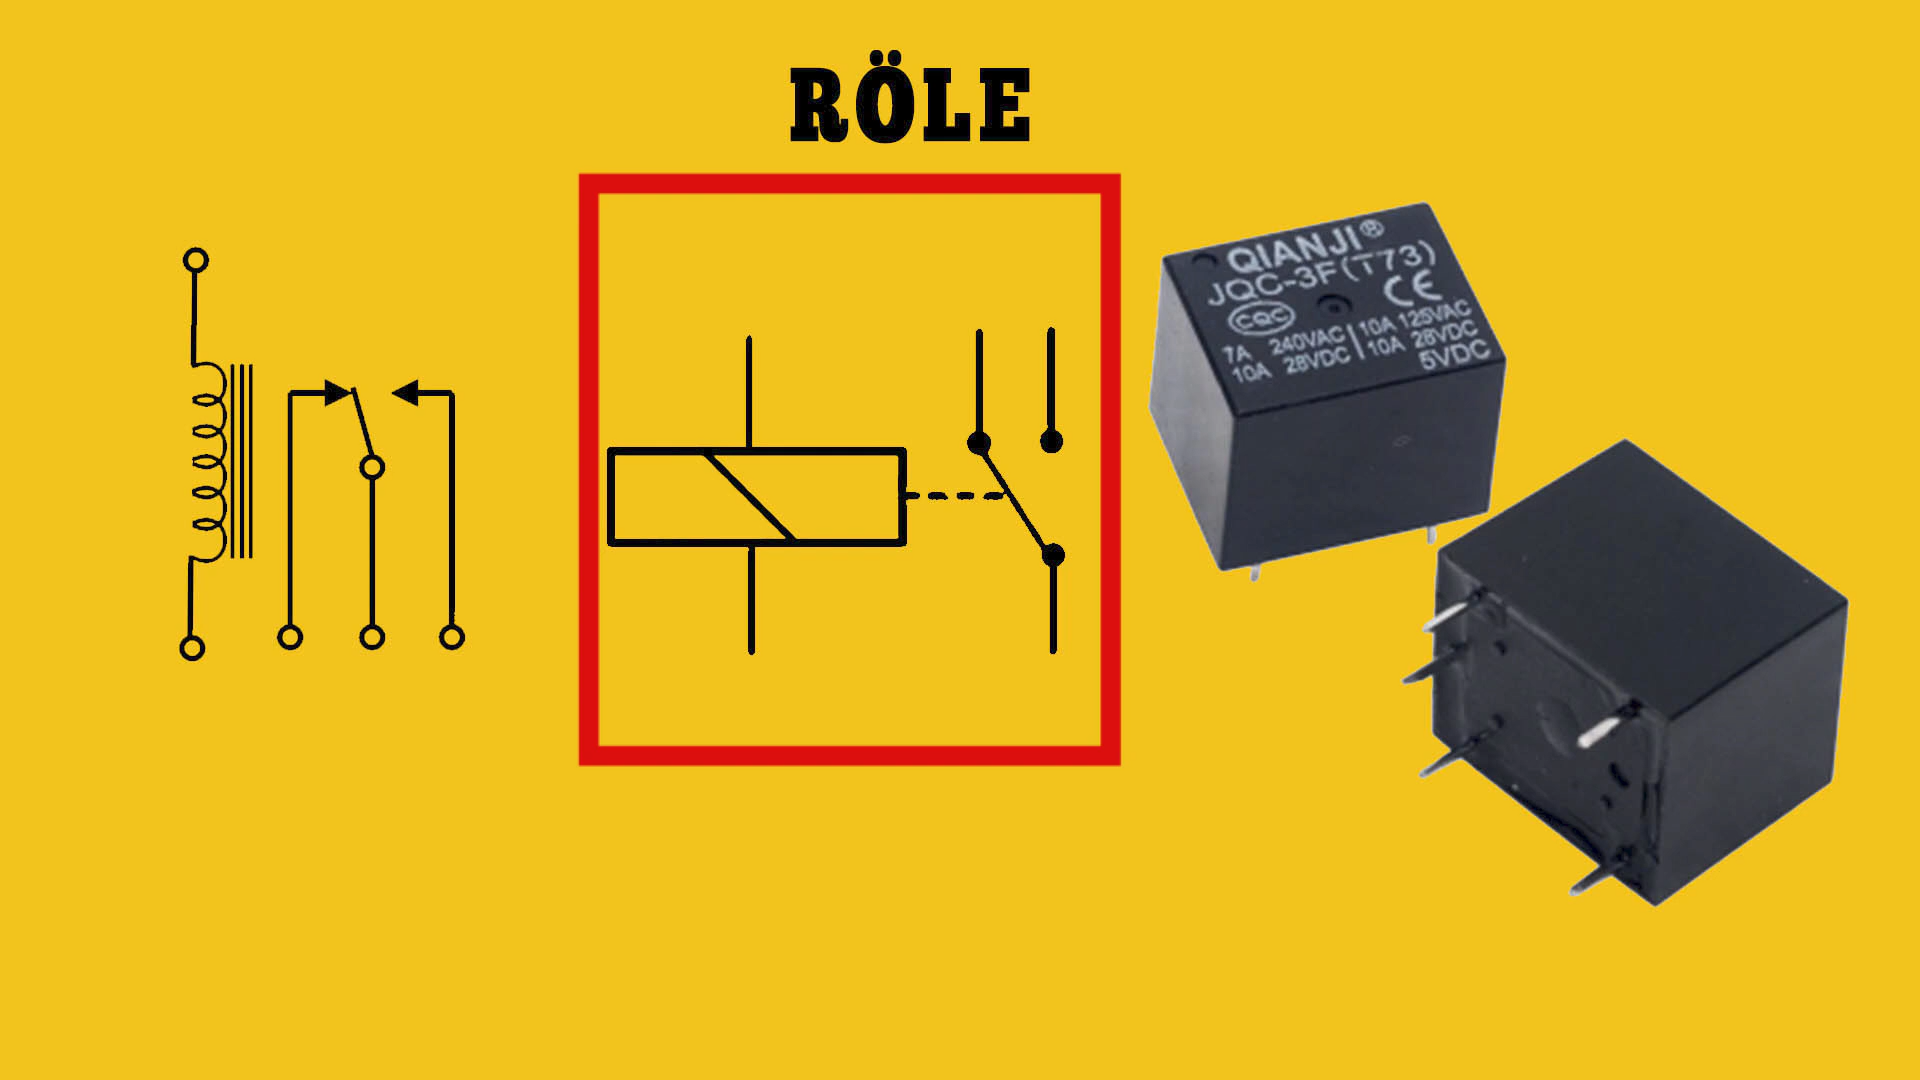 RÖLE
QIANJI®
JQC-3F(T73)
CQC CE
7A 240VAC | 10A 125VAC
10A 28VDC | 10A 28VDC
5VDC